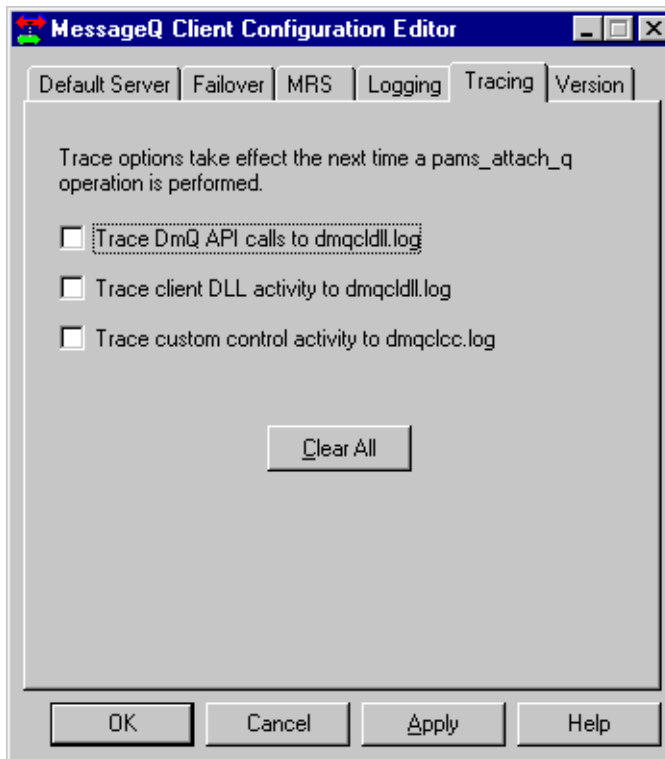 MessageQ Client Configuration Editor
Default Server Failover MRS Logging Tracing Version
Trace options take effect the next time a pams_attach_q
operation is performed.
Trace DmQ API calls to dmqcldll.log
Trace client DLL activity to dmqcldll.log
Trace custom control activity to dmqclcc.log
Clear All
OK Cancel Apply Help